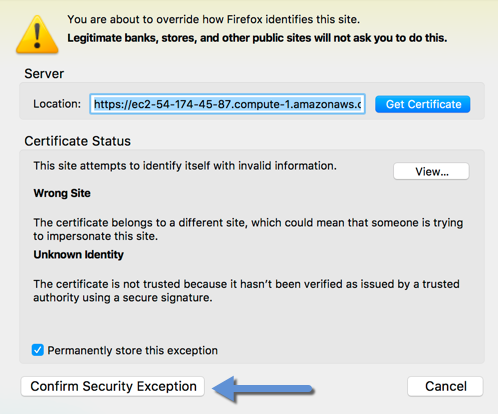 You are about to override how Firefox identifies this site.
Legitimate banks, stores, and other public sites will not ask you to do this.
Server
Location: https://ec2-54-174-45-87.compute-1.amazonaws.c Get Certificate
Certificate Status
This site attempts to identify itself with invalid information.
View...
Wrong Site
The certificate belongs to a different site, which could mean that someone is trying
to impersonate this site.
Unknown Identity
The certificate is not trusted because it hasn't been verified as issued by a trusted
authority using a secure signature.
Permanently store this exception
Confirm Security Exception Cancel